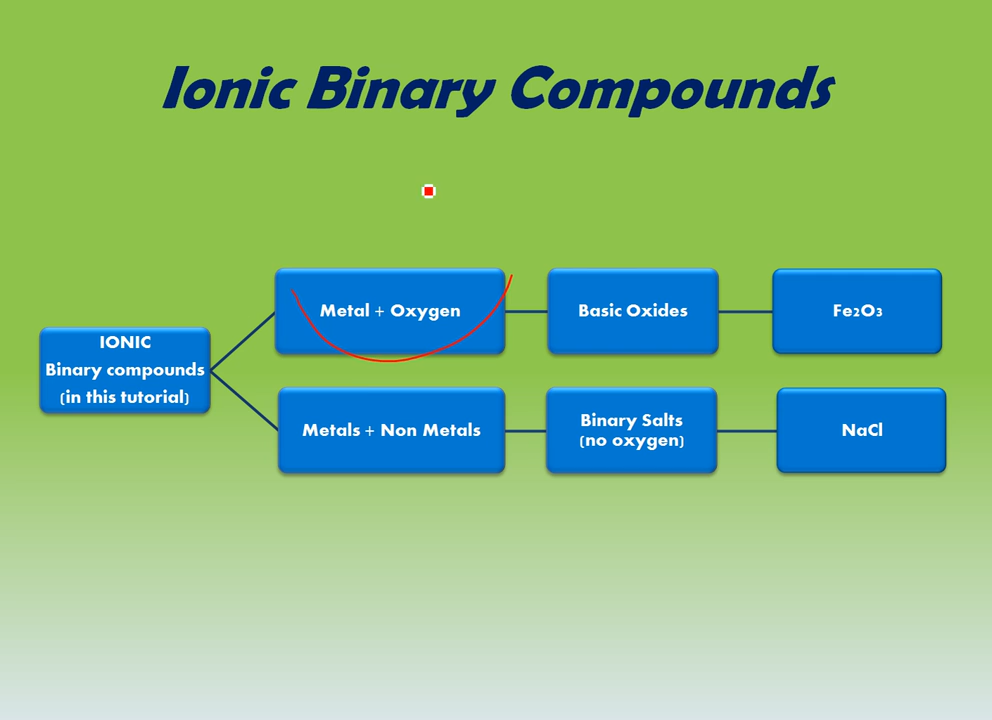 Ionic Binary Compounds
IONIC
Binary compounds
(in this tutorial)
Metal + Oxygen
Basic Oxides
Fe₂O₃
Metals + Non Metals
Binary Salts
(no oxygen)
NaCl